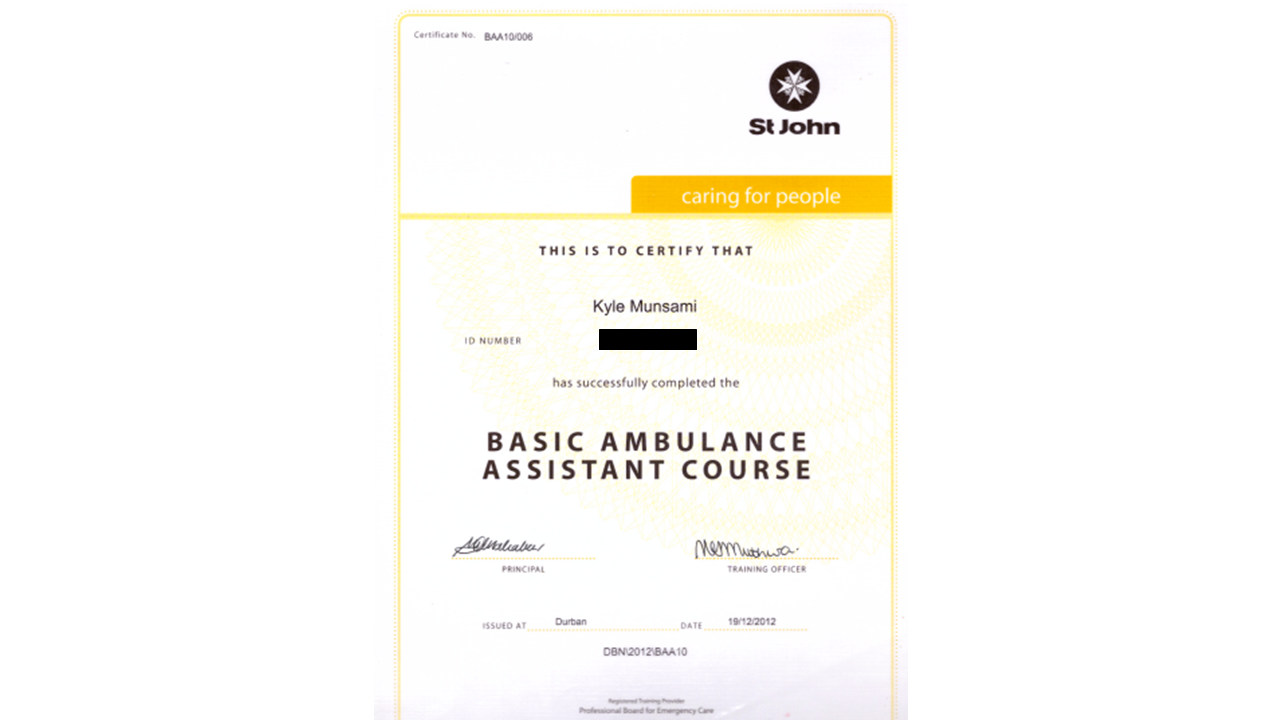 Certificate No. BAA10/006
St John
caring for people
THIS IS TO CERTIFY THAT
Kyle Munsami
ID NUMBER
has successfully completed the
BASIC AMBULANCE
ASSISTANT COURSE
PRINCIPAL
TRAINING OFFICER
ISSUED AT Durban DATE 19/12/2012
DBN\2012\BAA10
Registered Training Provider
Professional Board for Emergency Care